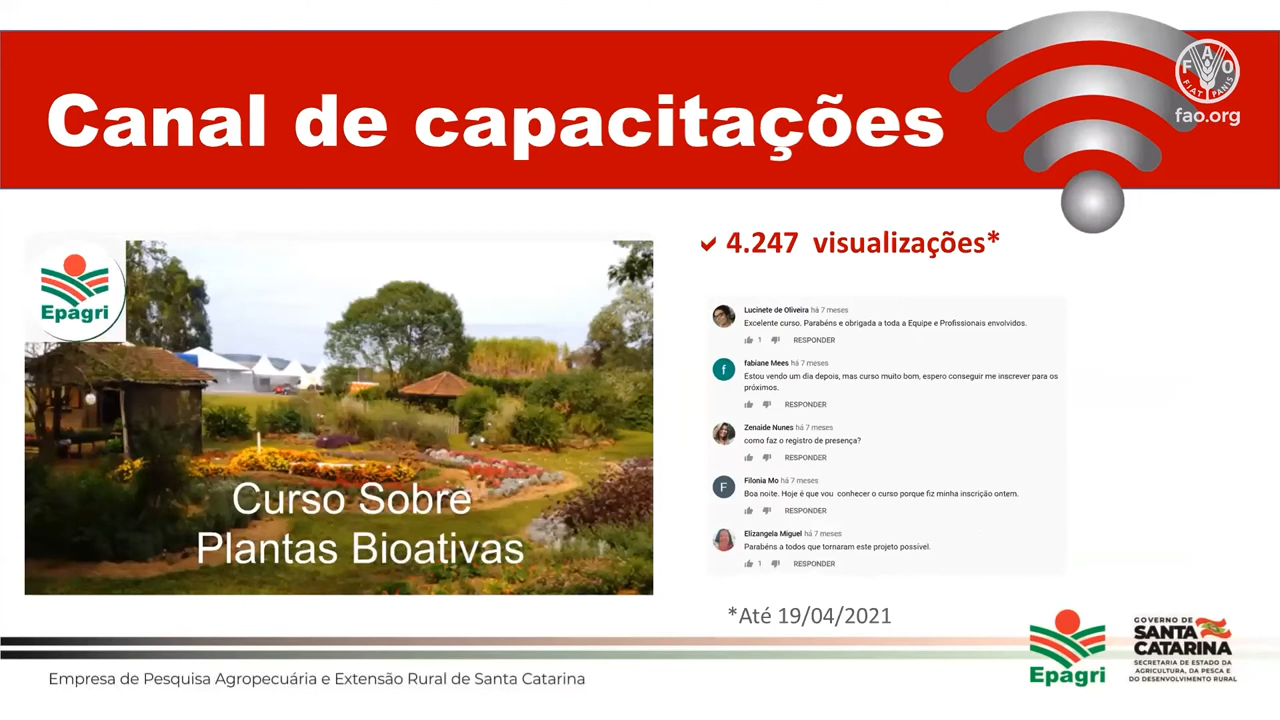 Canal de capacitações
F A O
FIAT PANIS
fao.org
Epagri
Curso Sobre
Plantas Bioativas
4.247 visualizações*
Lucinete de Oliveira há 7 meses
Excelente curso. Parabéns e obrigada a toda a Equipe e Profissionais envolvidos.
1 RESPONDER
f
fabiane Mees há 7 meses
Estou vendo um dia depois, mas curso muito bom, espero conseguir me inscrever para os
próximos.
RESPONDER
Zenaide Nunes há 7 meses
como faz o registro de presença?
RESPONDER
F
Filonia Mo há 7 meses
Boa noite. Hoje é que vou conhecer o curso porque fiz minha inscrição ontem.
RESPONDER
Elizangela Miguel há 7 meses
Parabéns a todos que tornaram este projeto possível.
1 RESPONDER
*Até 19/04/2021
Epagri
GOVERNO DE
SANTA
CATARINA
SECRETARIA DE ESTADO DA
AGRICULTURA, DA PESCA E
DO DESENVOLVIMENTO RURAL
Empresa de Pesquisa Agropecuária e Extensão Rural de Santa Catarina